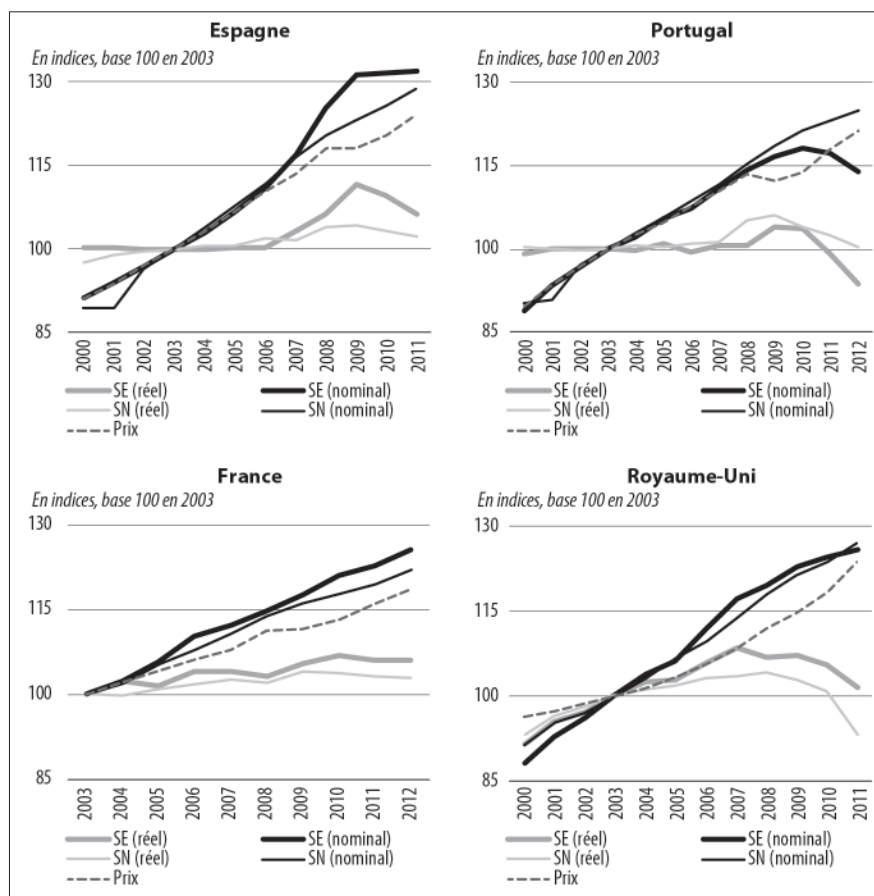 Espagne
En indices, base 100 en 2003
130
115
100
85
2000 2001 2002 2003 2004 2005 2006 2007 2008 2009 2010 2011
SE (réel) SE (nominal)
SN (réel) SN (nominal)
Prix
Portugal
En indices, base 100 en 2003
130
115
100
85
2000 2001 2002 2003 2004 2005 2006 2007 2008 2009 2010 2011 2012
SE (réel) SE (nominal)
SN (réel) SN (nominal)
Prix
France
En indices, base 100 en 2003
130
115
100
85
2003 2004 2005 2006 2007 2008 2009 2010 2011 2012
SE (réel) SE (nominal)
SN (réel) SN (nominal)
Prix
Royaume-Uni
En indices, base 100 en 2003
130
115
100
85
2000 2001 2002 2003 2004 2005 2006 2007 2008 2009 2010 2011
SE (réel) SE (nominal)
SN (réel) SN (nominal)
Prix